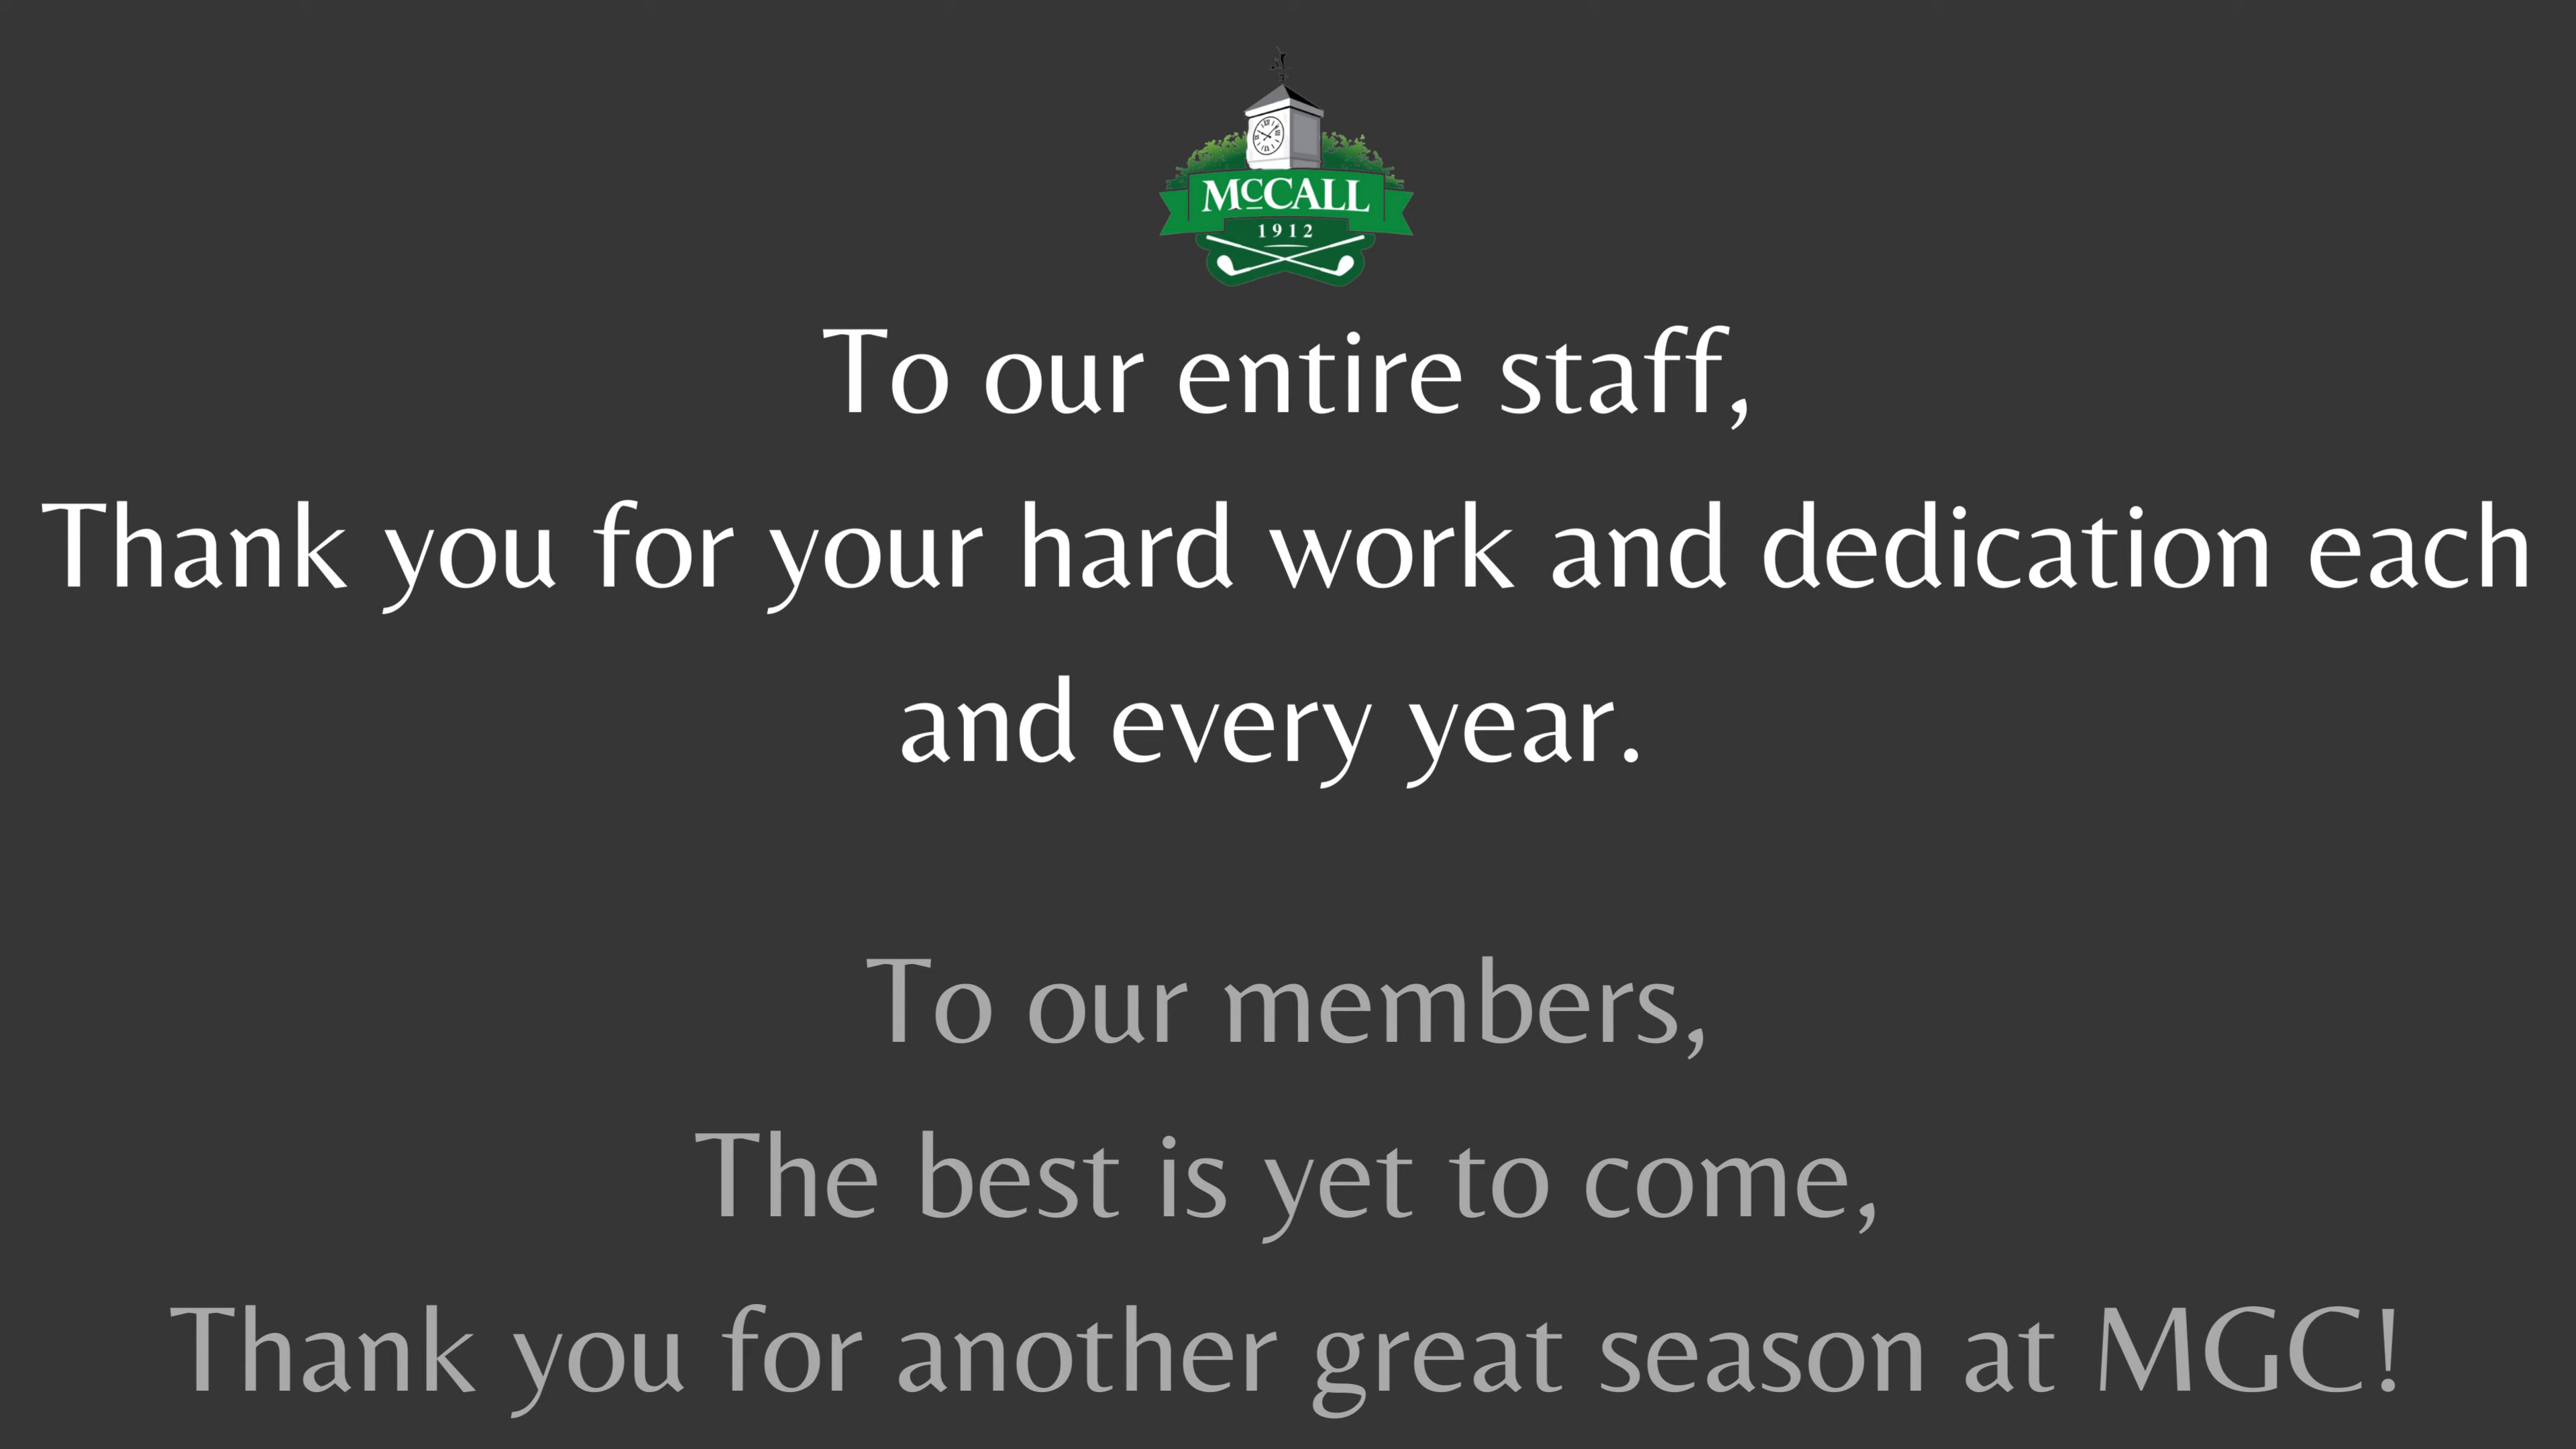 McCALL
1912
To our entire staff,
Thank you for your hard work and dedication each
and every year.
To our members,
The best is yet to come,
Thank you for another great season at MGC!